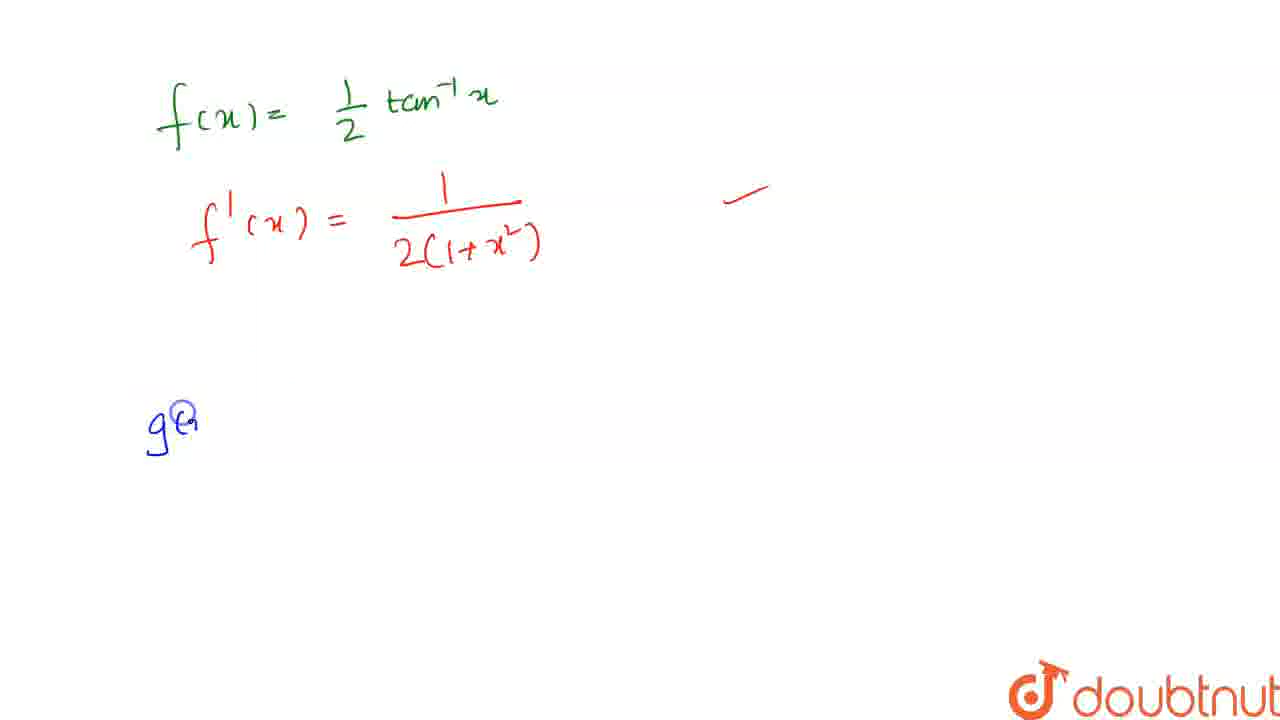 f(x) = 1/2 tan⁻¹ x
f'(x) = 1/2(1+x²)
g(
doubtnut